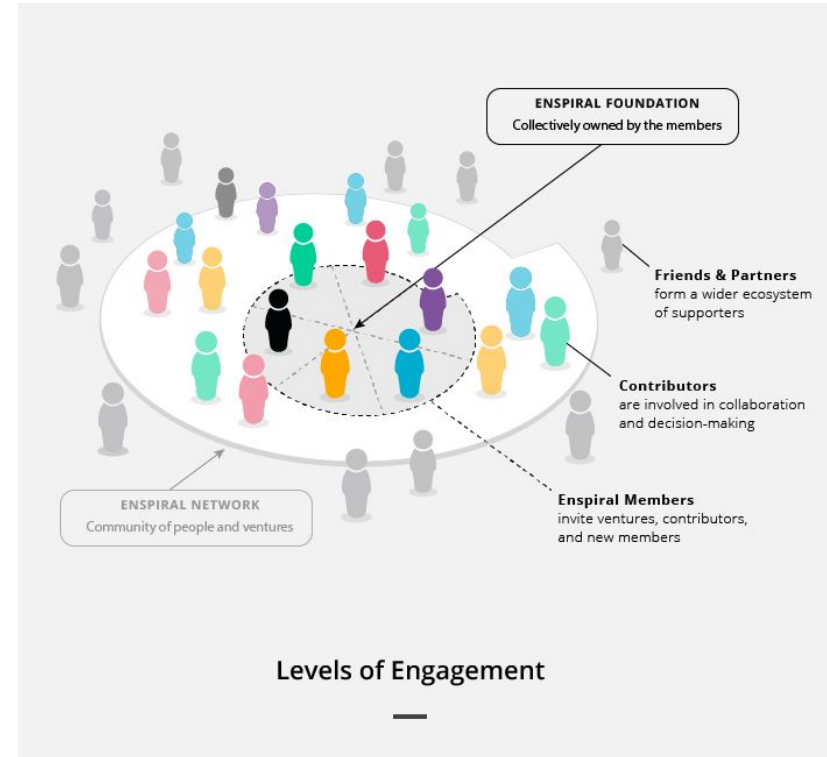 ENSPIRAL FOUNDATION
Collectively owned by the members
Friends & Partners
form a wider ecosystem
of supporters
Contributors
are involved in collaboration
and decision-making
Enspiral Members
invite ventures, contributors,
and new members
ENSPIRAL NETWORK
Community of people and ventures
Levels of Engagement